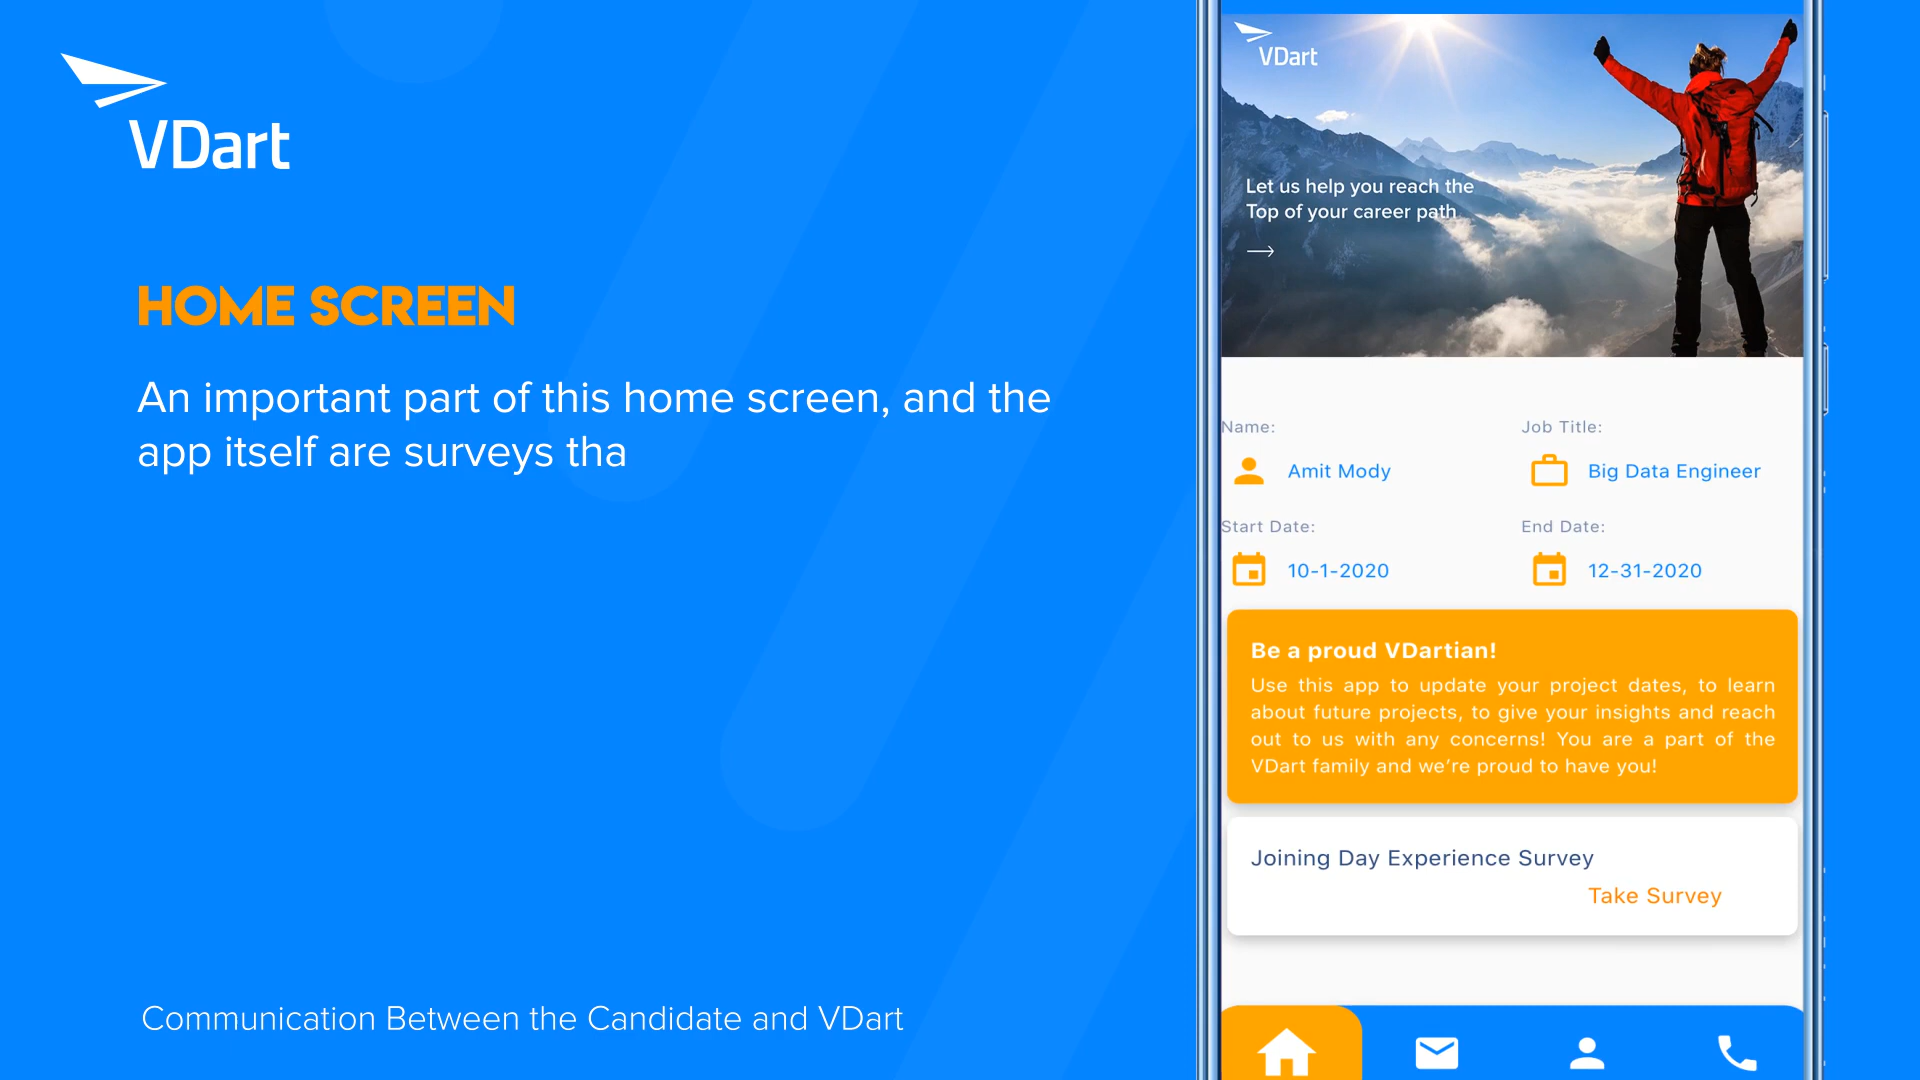 VDart
HOME SCREEN
An important part of this home screen, and the
app itself are surveys tha
Communication Between the Candidate and VDart
VDart
Let us help you reach the
Top of your career path
Name:
Amit Mody
Job Title:
Big Data Engineer
Start Date:
10-1-2020
End Date:
12-31-2020
Be a proud VDartian!
Use this app to update your project dates, to learn
about future projects, to give your insights and reach
out to us with any concerns! You are a part of the
VDart family and we’re proud to have you!
Joining Day Experience Survey
Take Survey